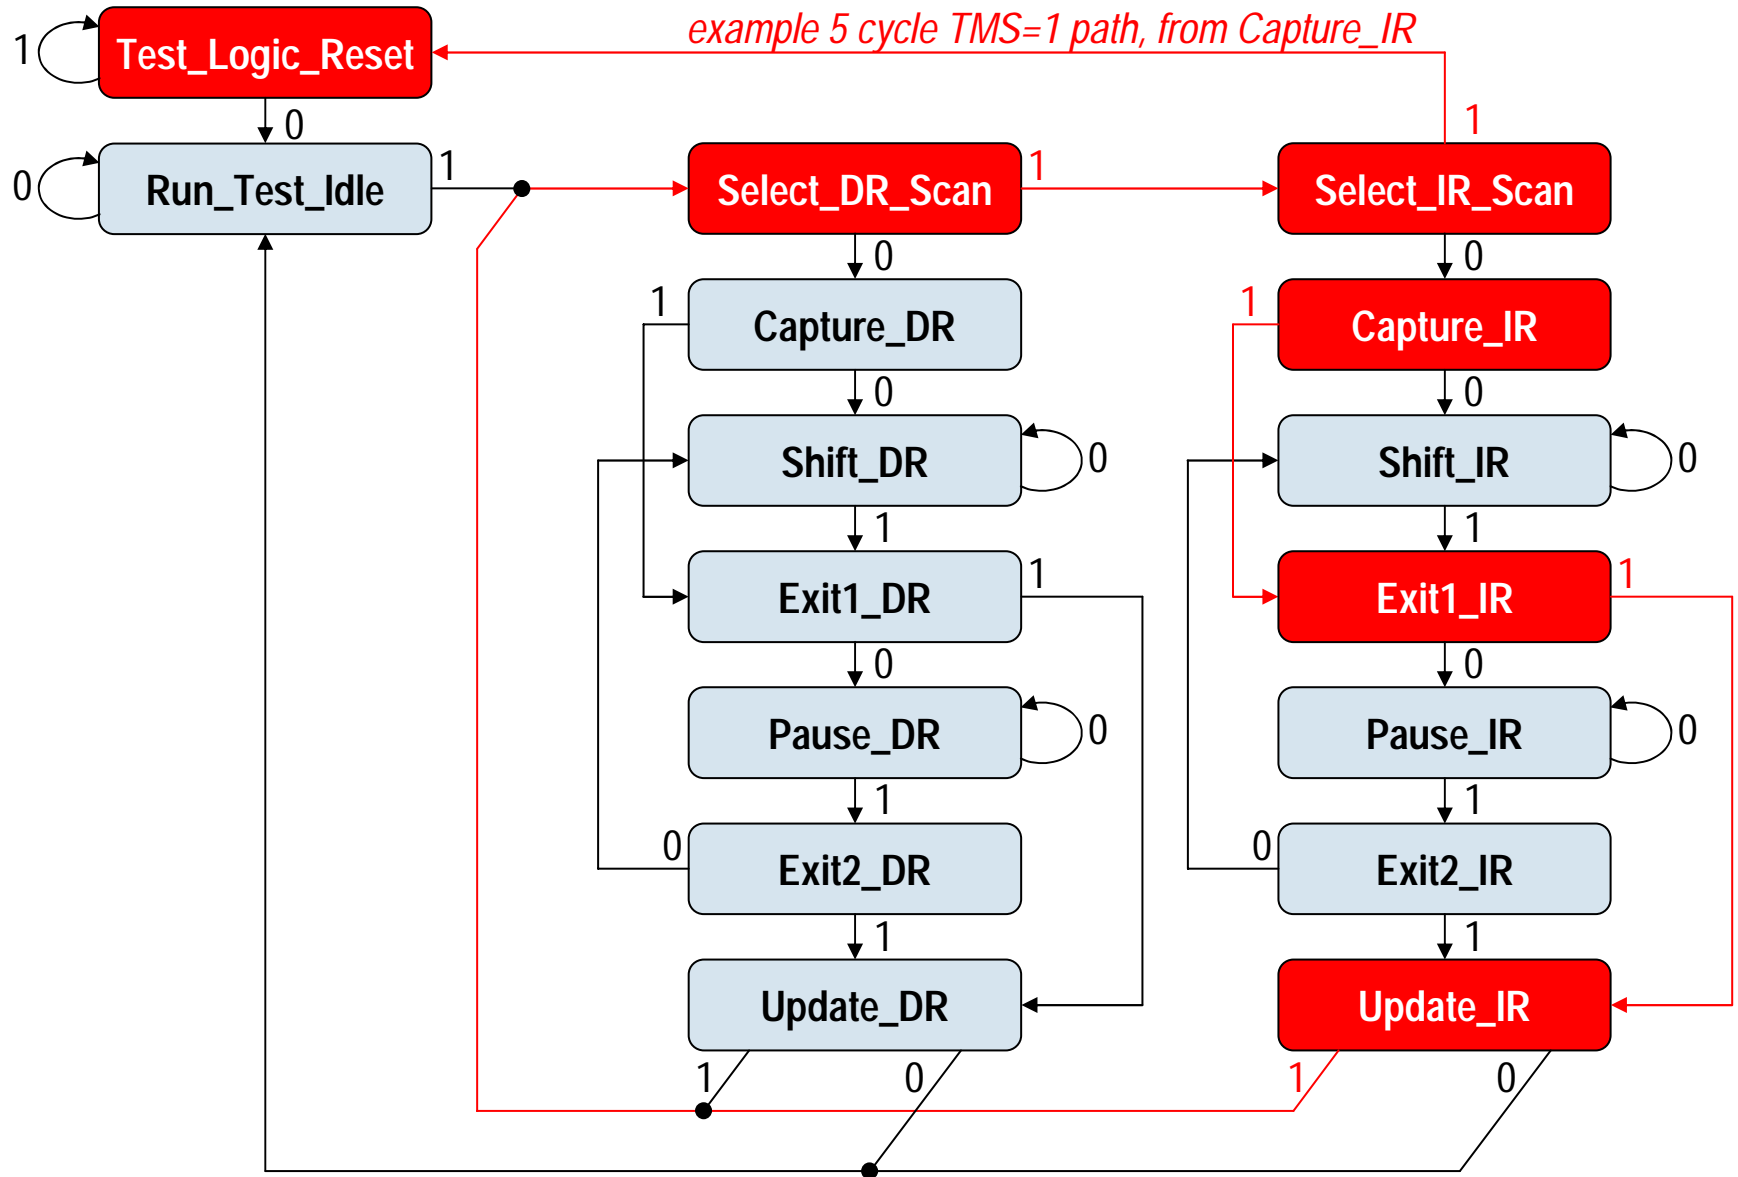 example 5 cycle TMS=1 path, from Capture_IR
1
Test_Logic_Reset
0
1
0
Run_Test_Idle
1
Select_DR_Scan
1
Select_IR_Scan
0
0
1
Capture_DR
1
Capture_IR
0
0
Shift_DR
0
Shift_IR
0
1
1
Exit1_DR
1
Exit1_IR
1
0
0
Pause_DR
0
Pause_IR
0
1
1
0
Exit2_DR
0
Exit2_IR
1
1
Update_DR
Update_IR
1
0
1
0